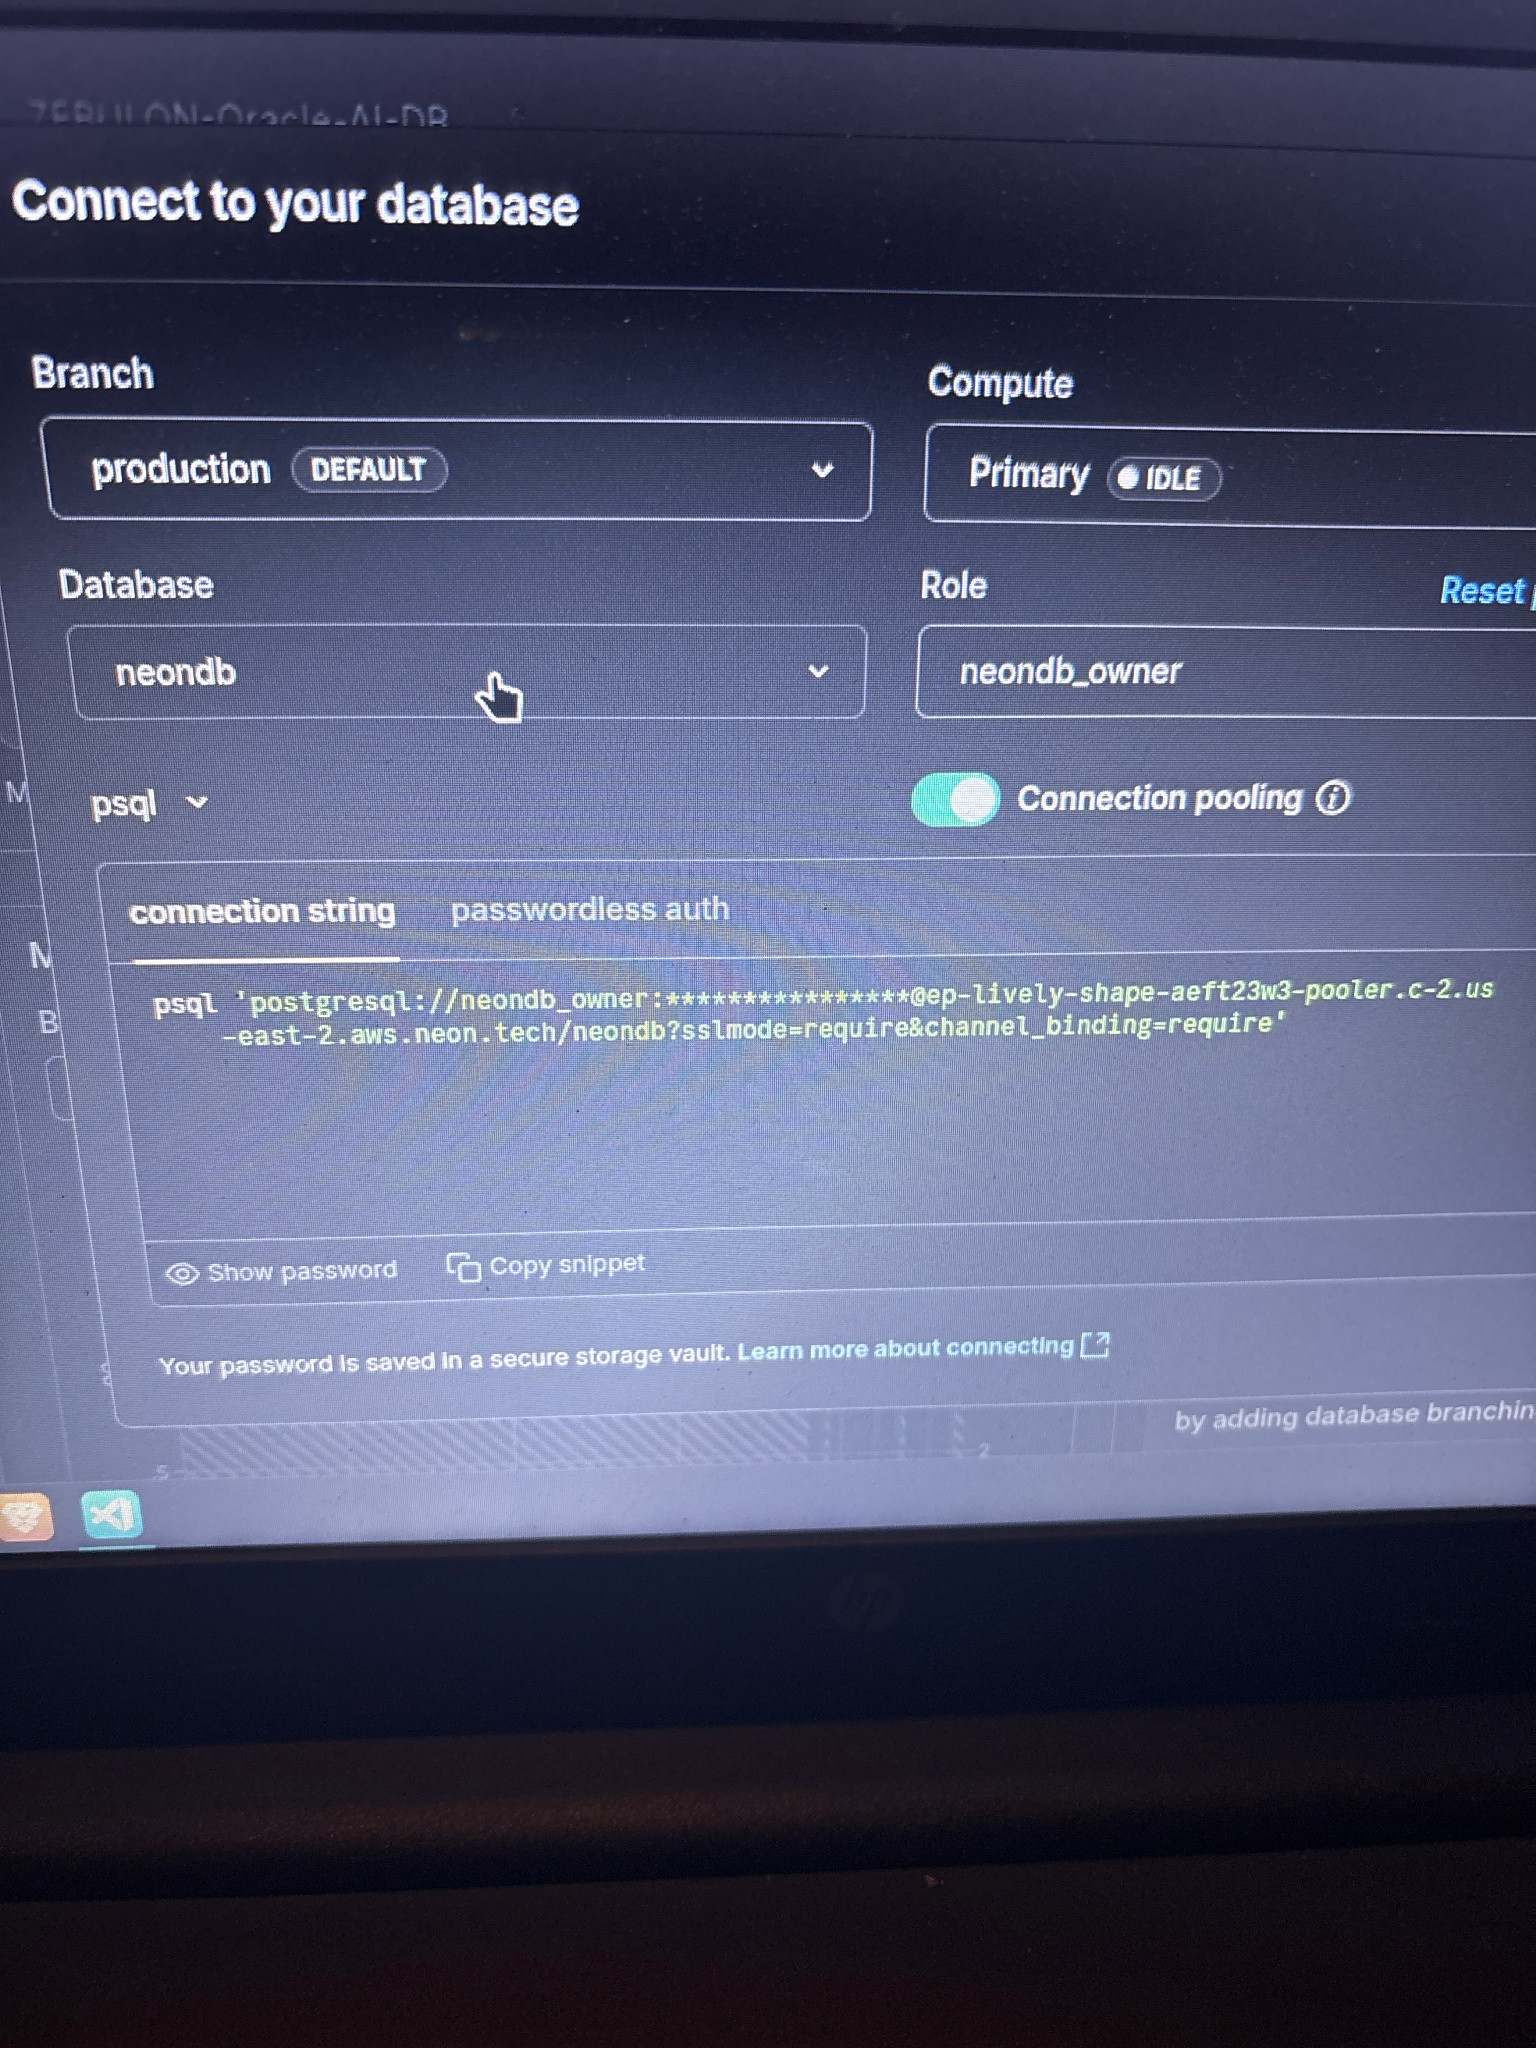 ZEBULON-Oracle-AI-DB
Connect to your database
Branch
Compute
production DEFAULT
Primary IDLE
Database
Role
Reset
neondb
neondb_owner
psql
Connection pooling
connection string passwordless auth
psql 'postgresql://neondb_owner:****************@ep-lively-shape-aeft23w3-pooler.c-2.us
-east-2.aws.neon.tech/neondb?sslmode=require&channel_binding=require'
Show password
Copy snippet
Your password is saved in a secure storage vault. Learn more about connecting
by adding database branchin
M
M
B
5
2
hp